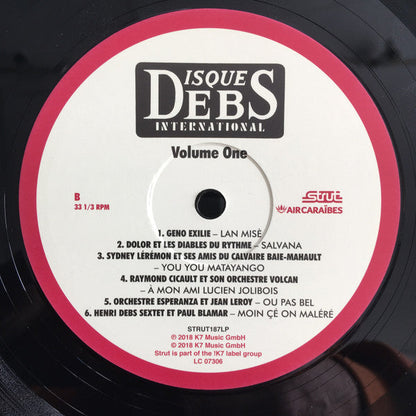 DISQUE
DEBS
INTERNATIONAL
Volume One
B
33 1/3 RPM
Strut
AIRCARAÏBES
1. GENO EXILIE – LAN MISÉ
2. DOLOR ET LES DIABLES DU RYTHME – SALVANA
3. SYDNEY LÉRÉMON ET SES AMIS DU CALVAIRE BAIE-MAHAULT
– YOU YOU MATAYANGO
4. RAYMOND CICAULT ET SON ORCHESTRE VOLCAN
– À MON AMI LUCIEN JOLIBOIS
5. ORCHESTRE ESPERANZA ET JEAN LEROY – OU PAS BEL
6. HENRI DEBS SEXTET ET PAUL BLAMAR – MOIN ÇÉ ON MALÉRÉ
STRUT187LP
℗ 2018 K7 Music GmbH
© 2018 K7 Music GmbH
Strut is part of the !K7 label group
LC 07306